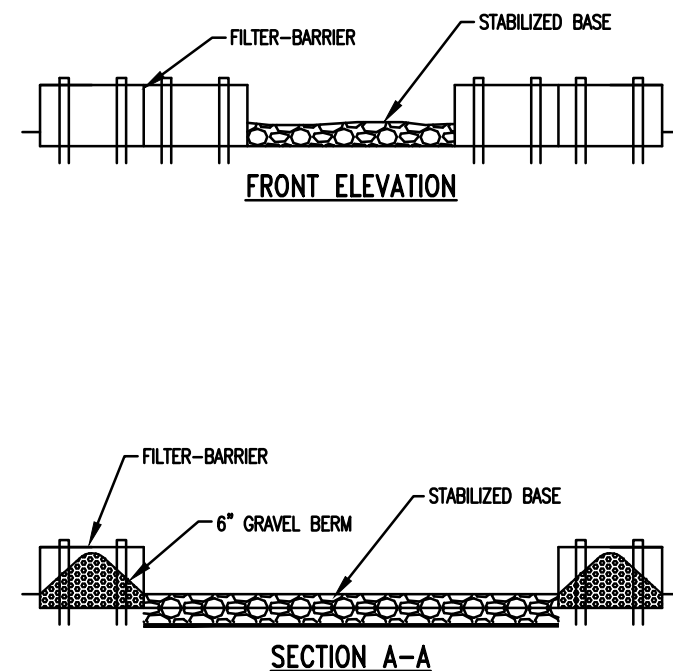 STABILIZED BASE
FILTER-BARRIER
FRONT ELEVATION
FILTER-BARRIER
6" GRAVEL BERM
STABILIZED BASE
SECTION A-A